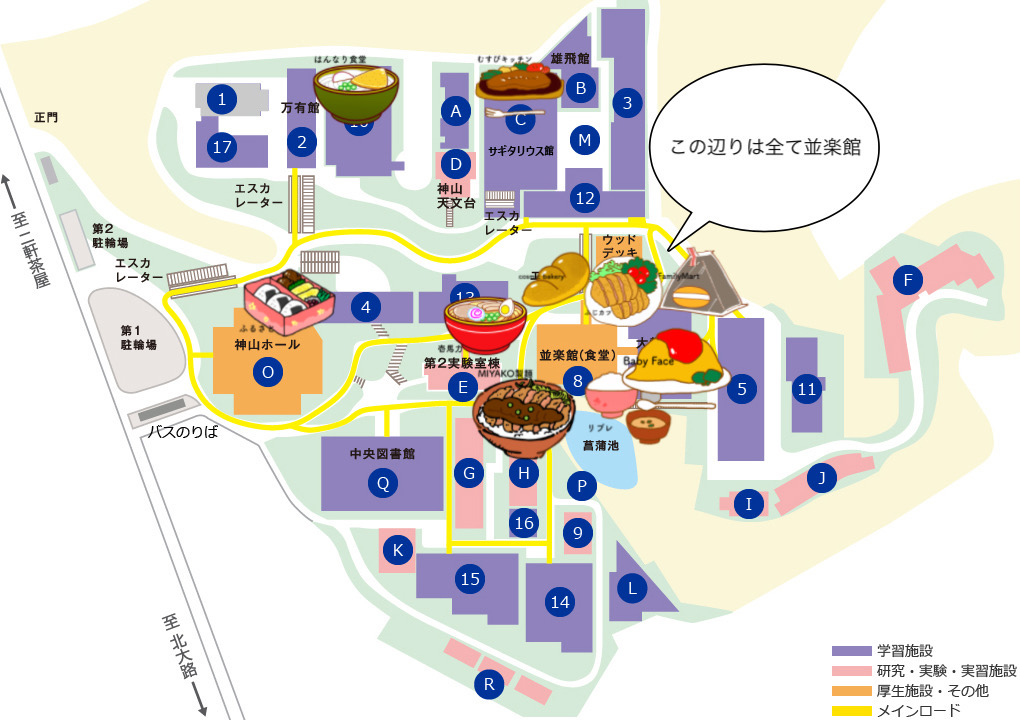 はんなり食堂
むすびキッチン
雄飛館
正門
1
万有館
17
2
A
C
B
3
M
D
サギタリウス館
12
この辺りは全て並楽館
エスカ
レーター
神山
天文台
エスカ
レーター
至 二軒茶屋
第2
駐輪場
エスカ
レーター
ウッド
デッキ
Family Mart
F
第1
駐輪場
ふるさと
神山ホール
O
4
13
壱馬力
第2実験室棟
E
MIYAKO製麺
ふじカツ
並楽館(食堂)
8
Baby Face
5
11
バスのりば
リブレ
菖蒲池
中央図書館
Q
G
H
P
J
I
16
9
K
15
14
L
R
至 北大路
学習施設
研究・実験・実習施設
厚生施設・その他
メインロード